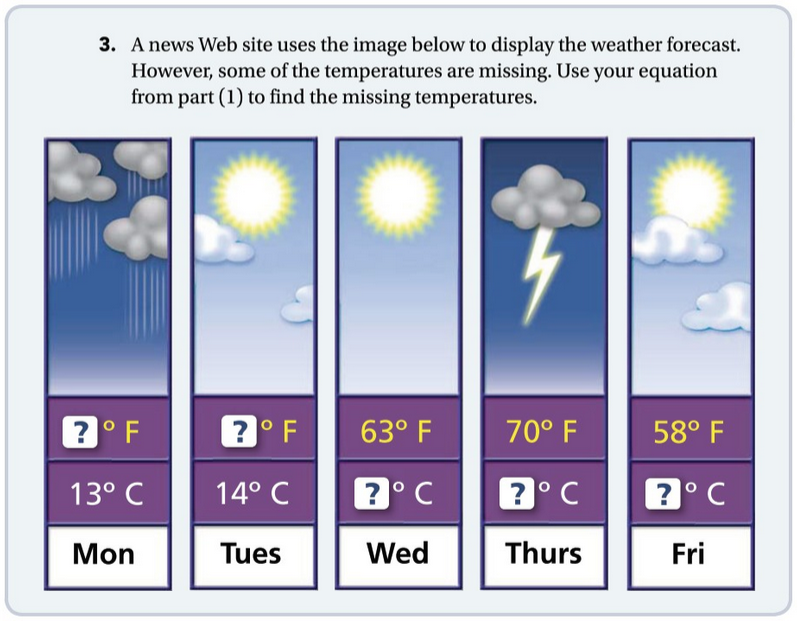 3. A news Web site uses the image below to display the weather forecast.
However, some of the temperatures are missing. Use your equation
from part (1) to find the missing temperatures.
?° F ?° F 63° F 70° F 58° F
13° C 14° C ?° C ?° C ?° C
Mon Tues Wed Thurs Fri